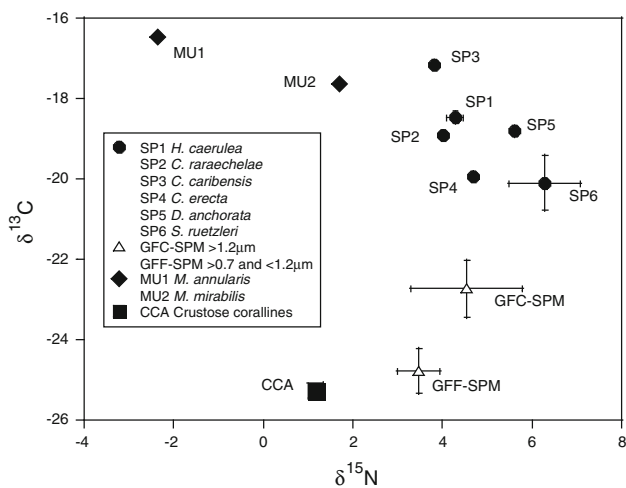 -16
-18
-20
-22
-24
-26
δ13C
MU1
MU2
SP3
SP1
SP2
SP5
SP4
SP6
SP1 H. caerulea
SP2 C. raraechelae
SP3 C. caribensis
SP4 C. erecta
SP5 D. anchorata
SP6 S. ruetzleri
GFC-SPM >1.2μm
GFF-SPM >0.7 and <1.2μm
MU1 M. annularis
MU2 M. mirabilis
CCA Crustose corallines
GFC-SPM
GFF-SPM
CCA
-4 -2 0 2 4 6 8
δ15N